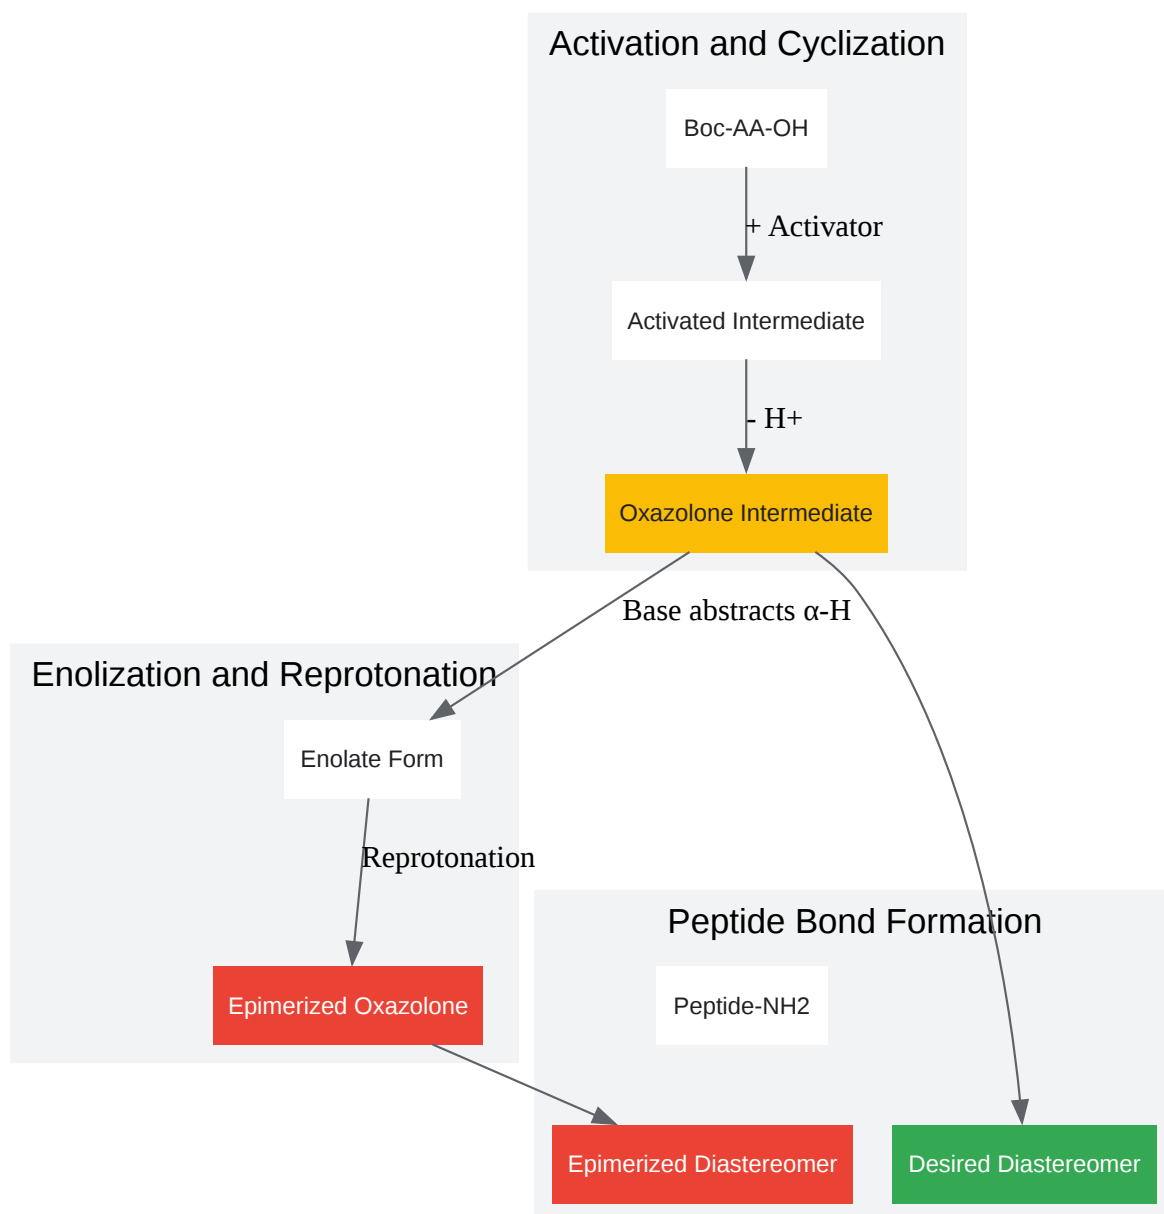 Activation and Cyclization
Boc-AA-OH
+ Activator
Activated Intermediate
- H+
Oxazolone Intermediate
Base abstracts α-H
Enolization and Reprotonation
Enolate Form
Reprotonation
Epimerized Oxazolone
Peptide Bond Formation
Peptide-NH2
Epimerized Diastereomer
Desired Diastereomer